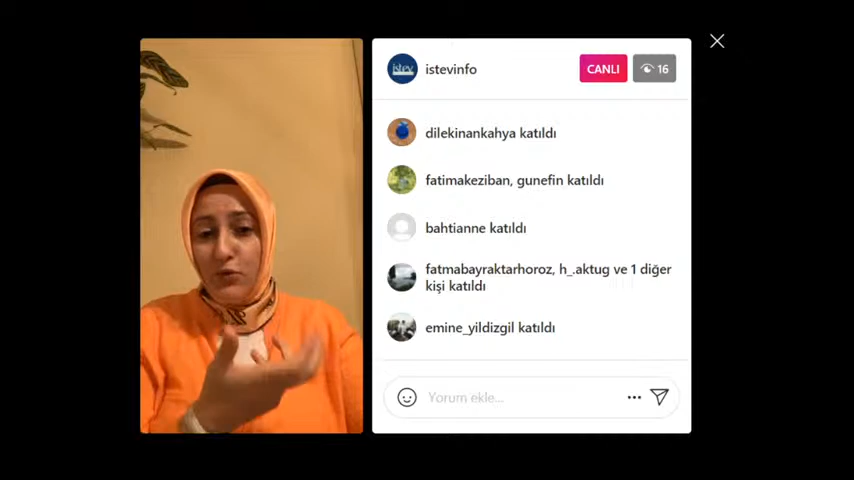 istev
istevinfo
CANLI
16
dilekinankahya katıldı
fatimakeziban, gunefin katıldı
bahtianne katıldı
fatmabayraktarhoroz, h_.aktug ve 1 diğer
kişi katıldı
emine_yildizgil katıldı
Yorum ekle...